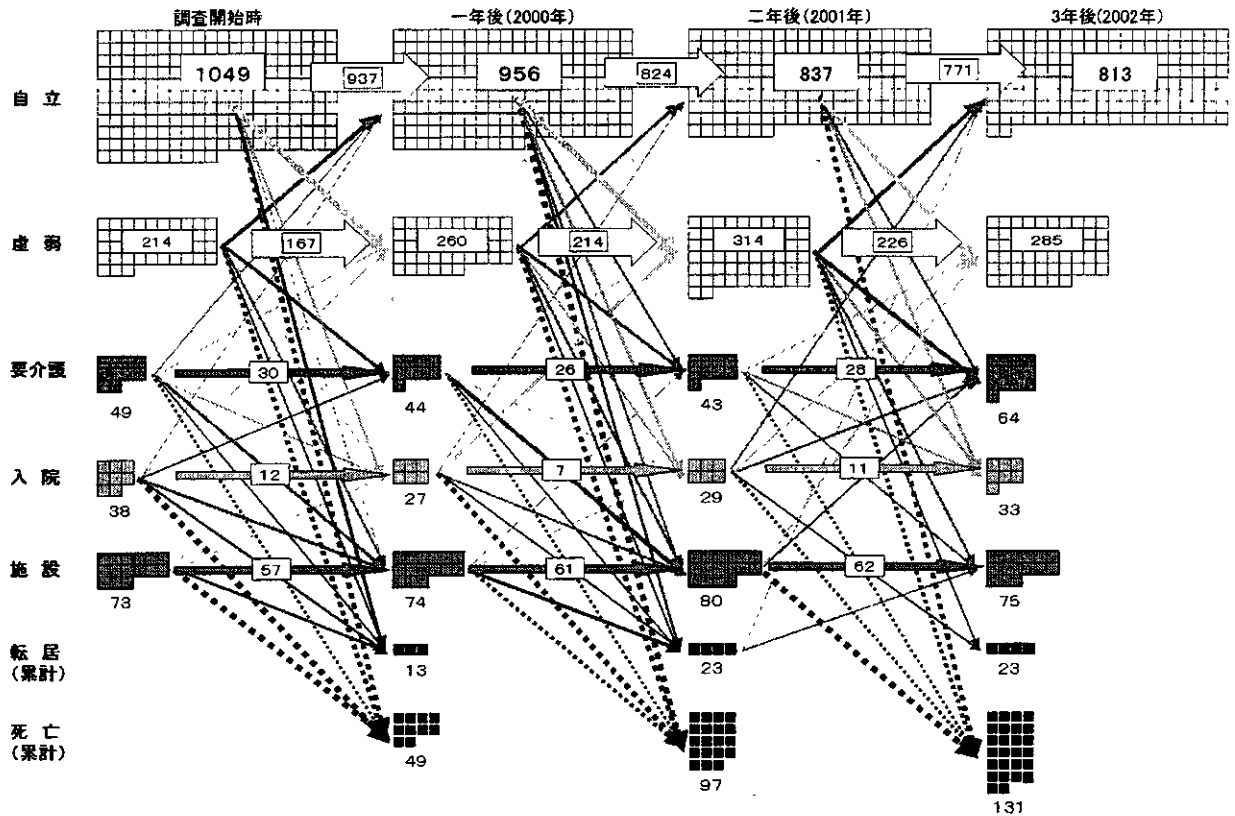 調査開始時 一年後(2000年) 二年後(2001年) 3年後(2002年)
自 立 1049 937 956 824 837 771 813
虚 弱 214 167 260 214 314 226 285
要介護 30 26 28
49 44 43 64
入 院 12 7 11
38 27 29 33
施 設 57 61 62
73 74 80 75
転 居
(累計) 13 23 23
死 亡
(累計) 49 97 131